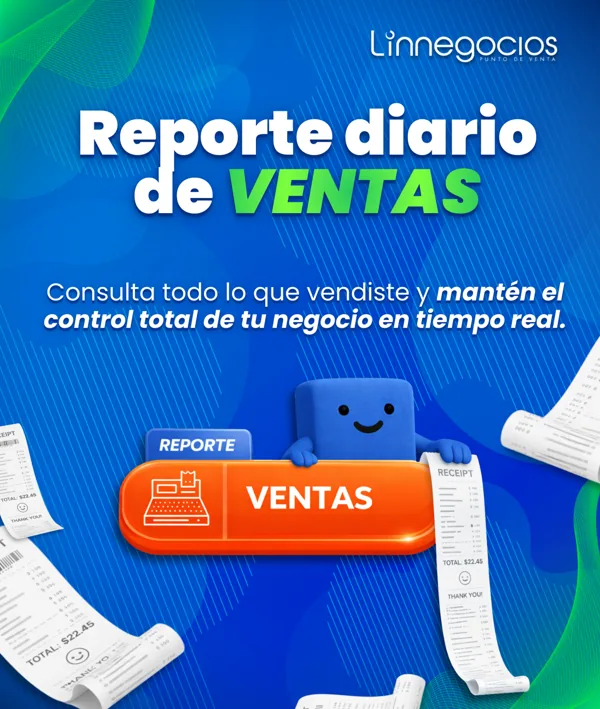 Linnegocios
PUNTO DE VENTA
Reporte diario
de VENTAS
Consulta todo lo que vendiste y mantén el
control total de tu negocio en tiempo real.
REPORTE
VENTAS
RECEIPT
TOTAL: $22.45
THANK YOU!
TOTAL: $22.45
THANK YOU!
TOTAL: $22.45
THANK YO